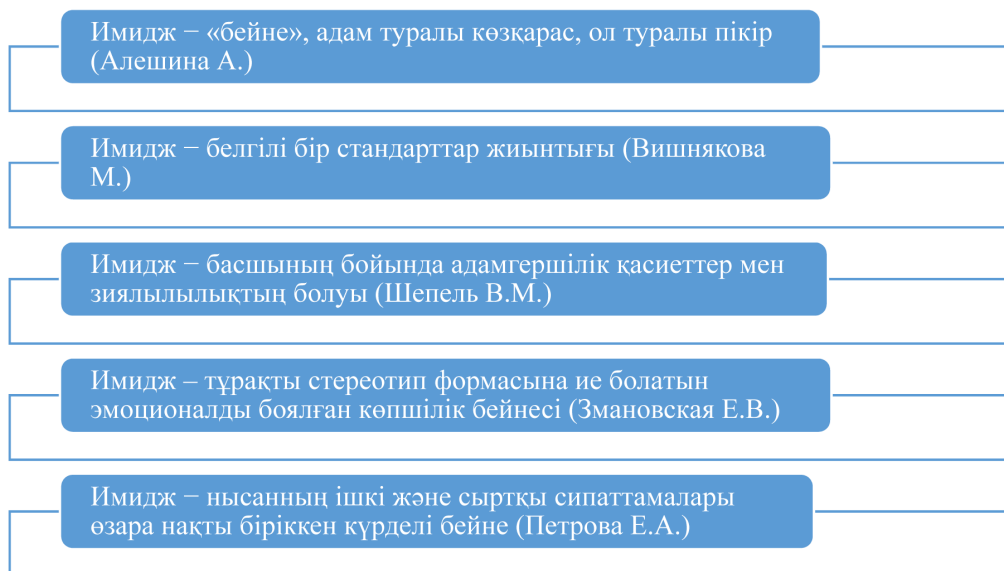 Имидж − «бейне», адам туралы көзқарас, ол туралы пікір
(Алешина А.)
Имидж − белгілі бір стандарттар жиынтығы (Вишнякова
М.)
Имидж − басшының бойында адамгершілік қасиеттер мен
зиялылылықтың болуы (Шепель В.М.)
Имидж – тұрақты стереотип формасына ие болатын
эмоционалды боялған көпшілік бейнесі (Змановская Е.В.)
Имидж − нысанның ішкі және сыртқы сипаттамалары
өзара нақты біріккен күрделі бейне (Петрова Е.А.)